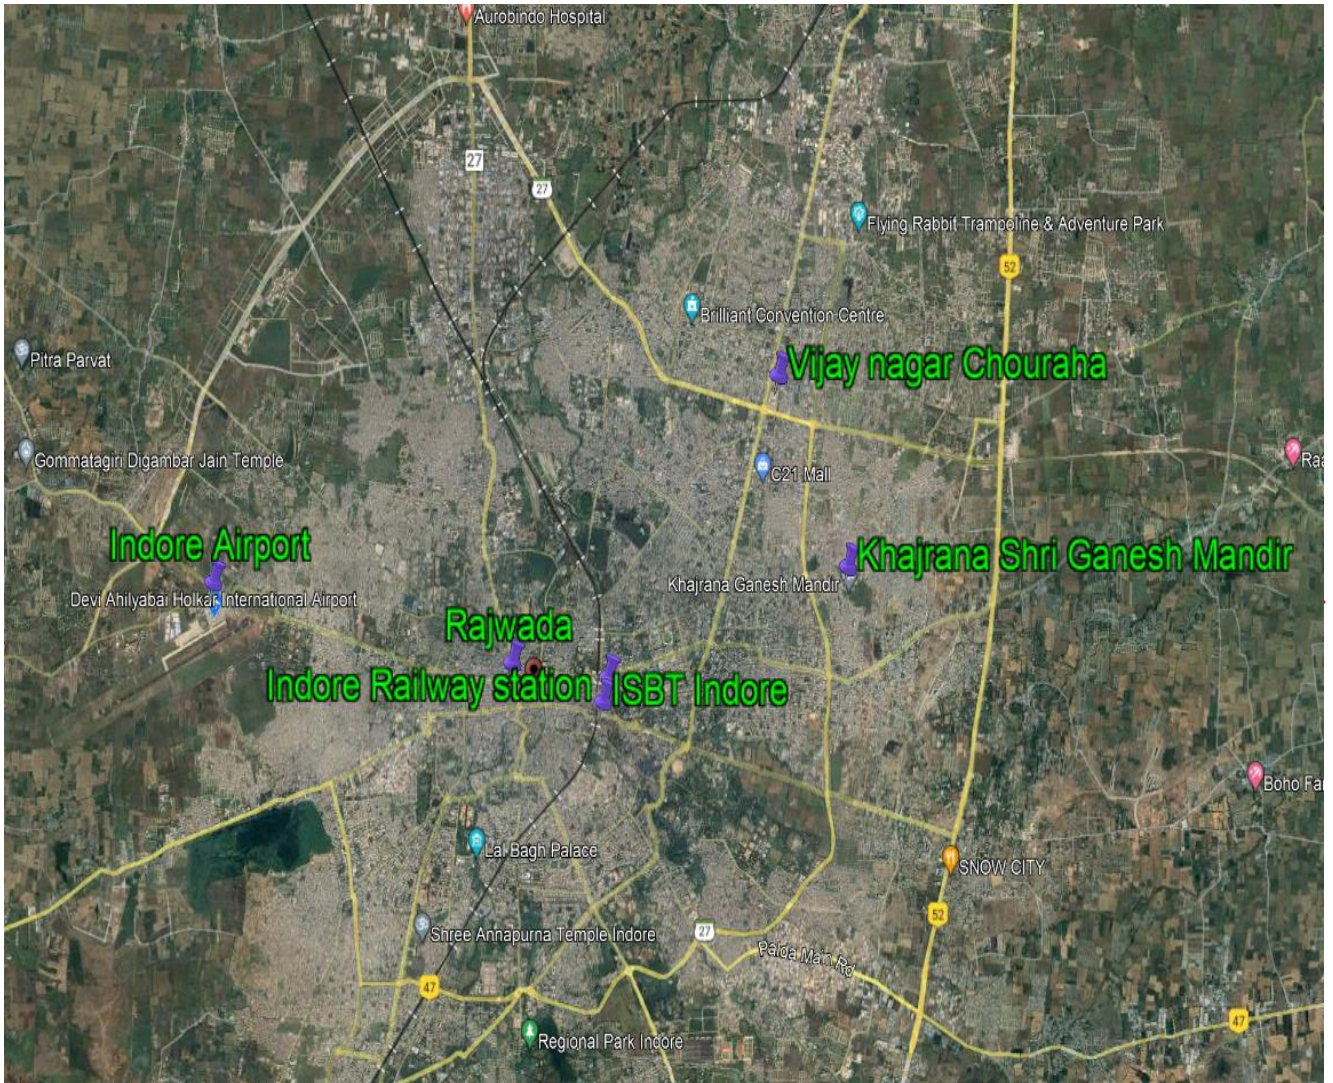 Aurobindo Hospital
27
27
Flying Rabbit Trampoline & Adventure Park
52
Brilliant Convention Centre
Pitra Parvat
Vijay nagar Chouraha
Gommatagiri Digambar Jain Temple
C21 Mall
Indore Airport
Khajrana Shri Ganesh Mandir
Khajrana Ganesh Mandir
Devi Ahilyabai Holkar International Airport
Rajwada
Indore Railway station
ISBT Indore
Lal Bagh Palace
SNOW CITY
52
Shree Annapurna Temple Indore
27
Palda Main Rd
47
47
Regional Park Indore